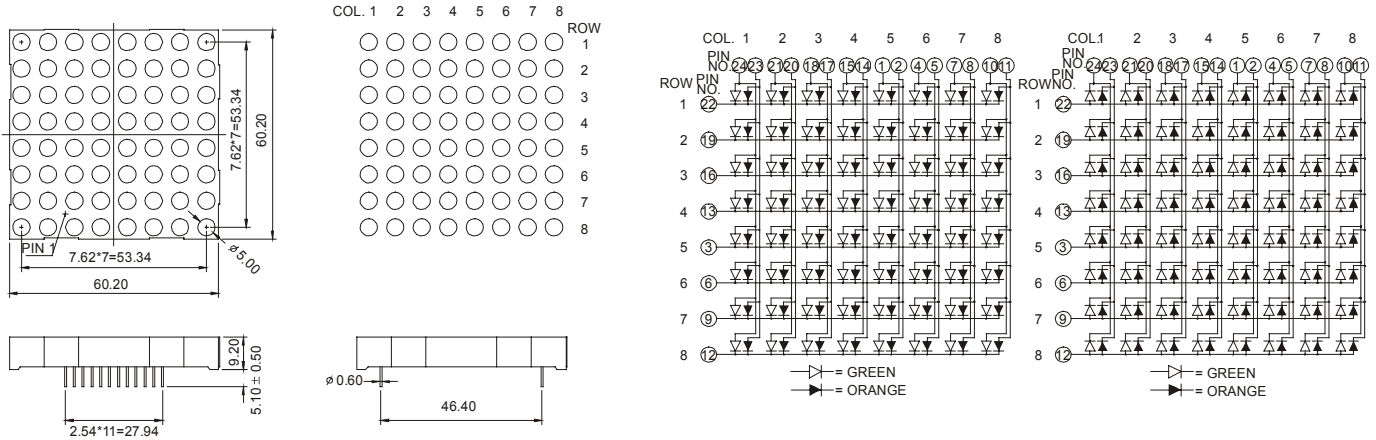 COL. 1 2 3 4 5 6 7 8
ROW
1
2
3
4
5
6
7
8
7.62*7=53.34
60.20
PIN 1
ø5.00
7.62*7=53.34
60.20
9.20
5.10 ± 0.50
2.54*11=27.94
ø0.60
46.40
COL. 1 2 3 4 5 6 7 8
PIN
NO. 24 23 21 20 18 17 15 14 1 2 4 5 7 8 10 11
ROW PIN
NO.
1 22
2 19
3 16
4 13
5 3
6 6
7 9
8 12
= GREEN
= ORANGE
COL.1 2 3 4 5 6 7 8
PIN
NO. 24 23 21 20 18 17 15 14 1 2 4 5 7 8 10 11
PIN
ROWNO.
1 22
2 19
3 16
4 13
5 3
6 6
7 9
8 12
= GREEN
= ORANGE